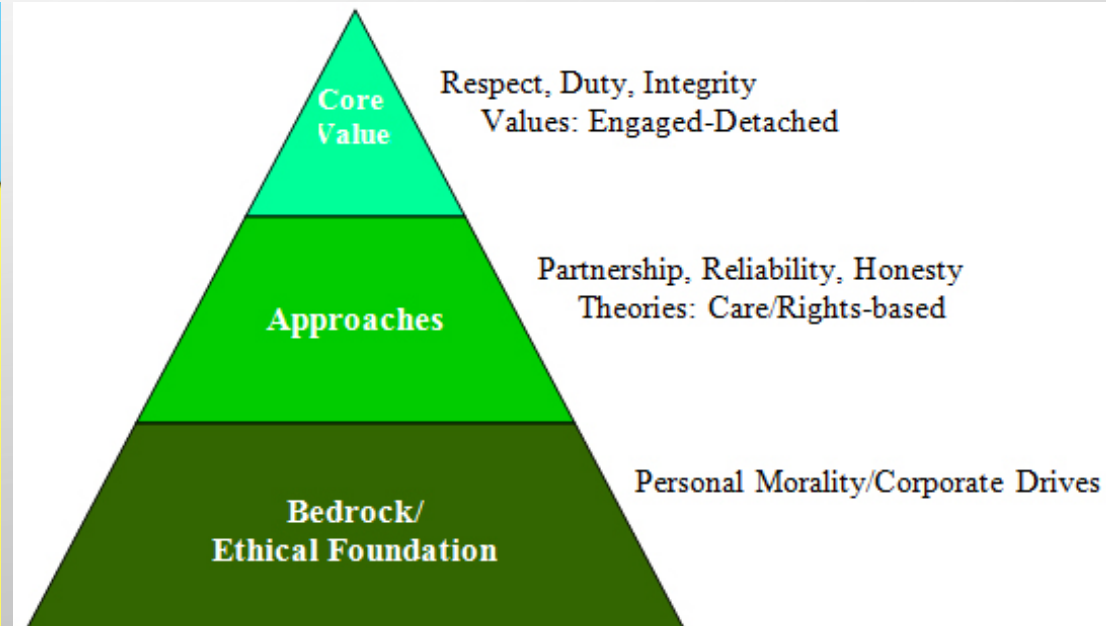 Core
Value
Respect, Duty, Integrity
Values: Engaged-Detached
Approaches
Partnership, Reliability, Honesty
Theories: Care/Rights-based
Bedrock/
Ethical Foundation
Personal Morality/Corporate Drives